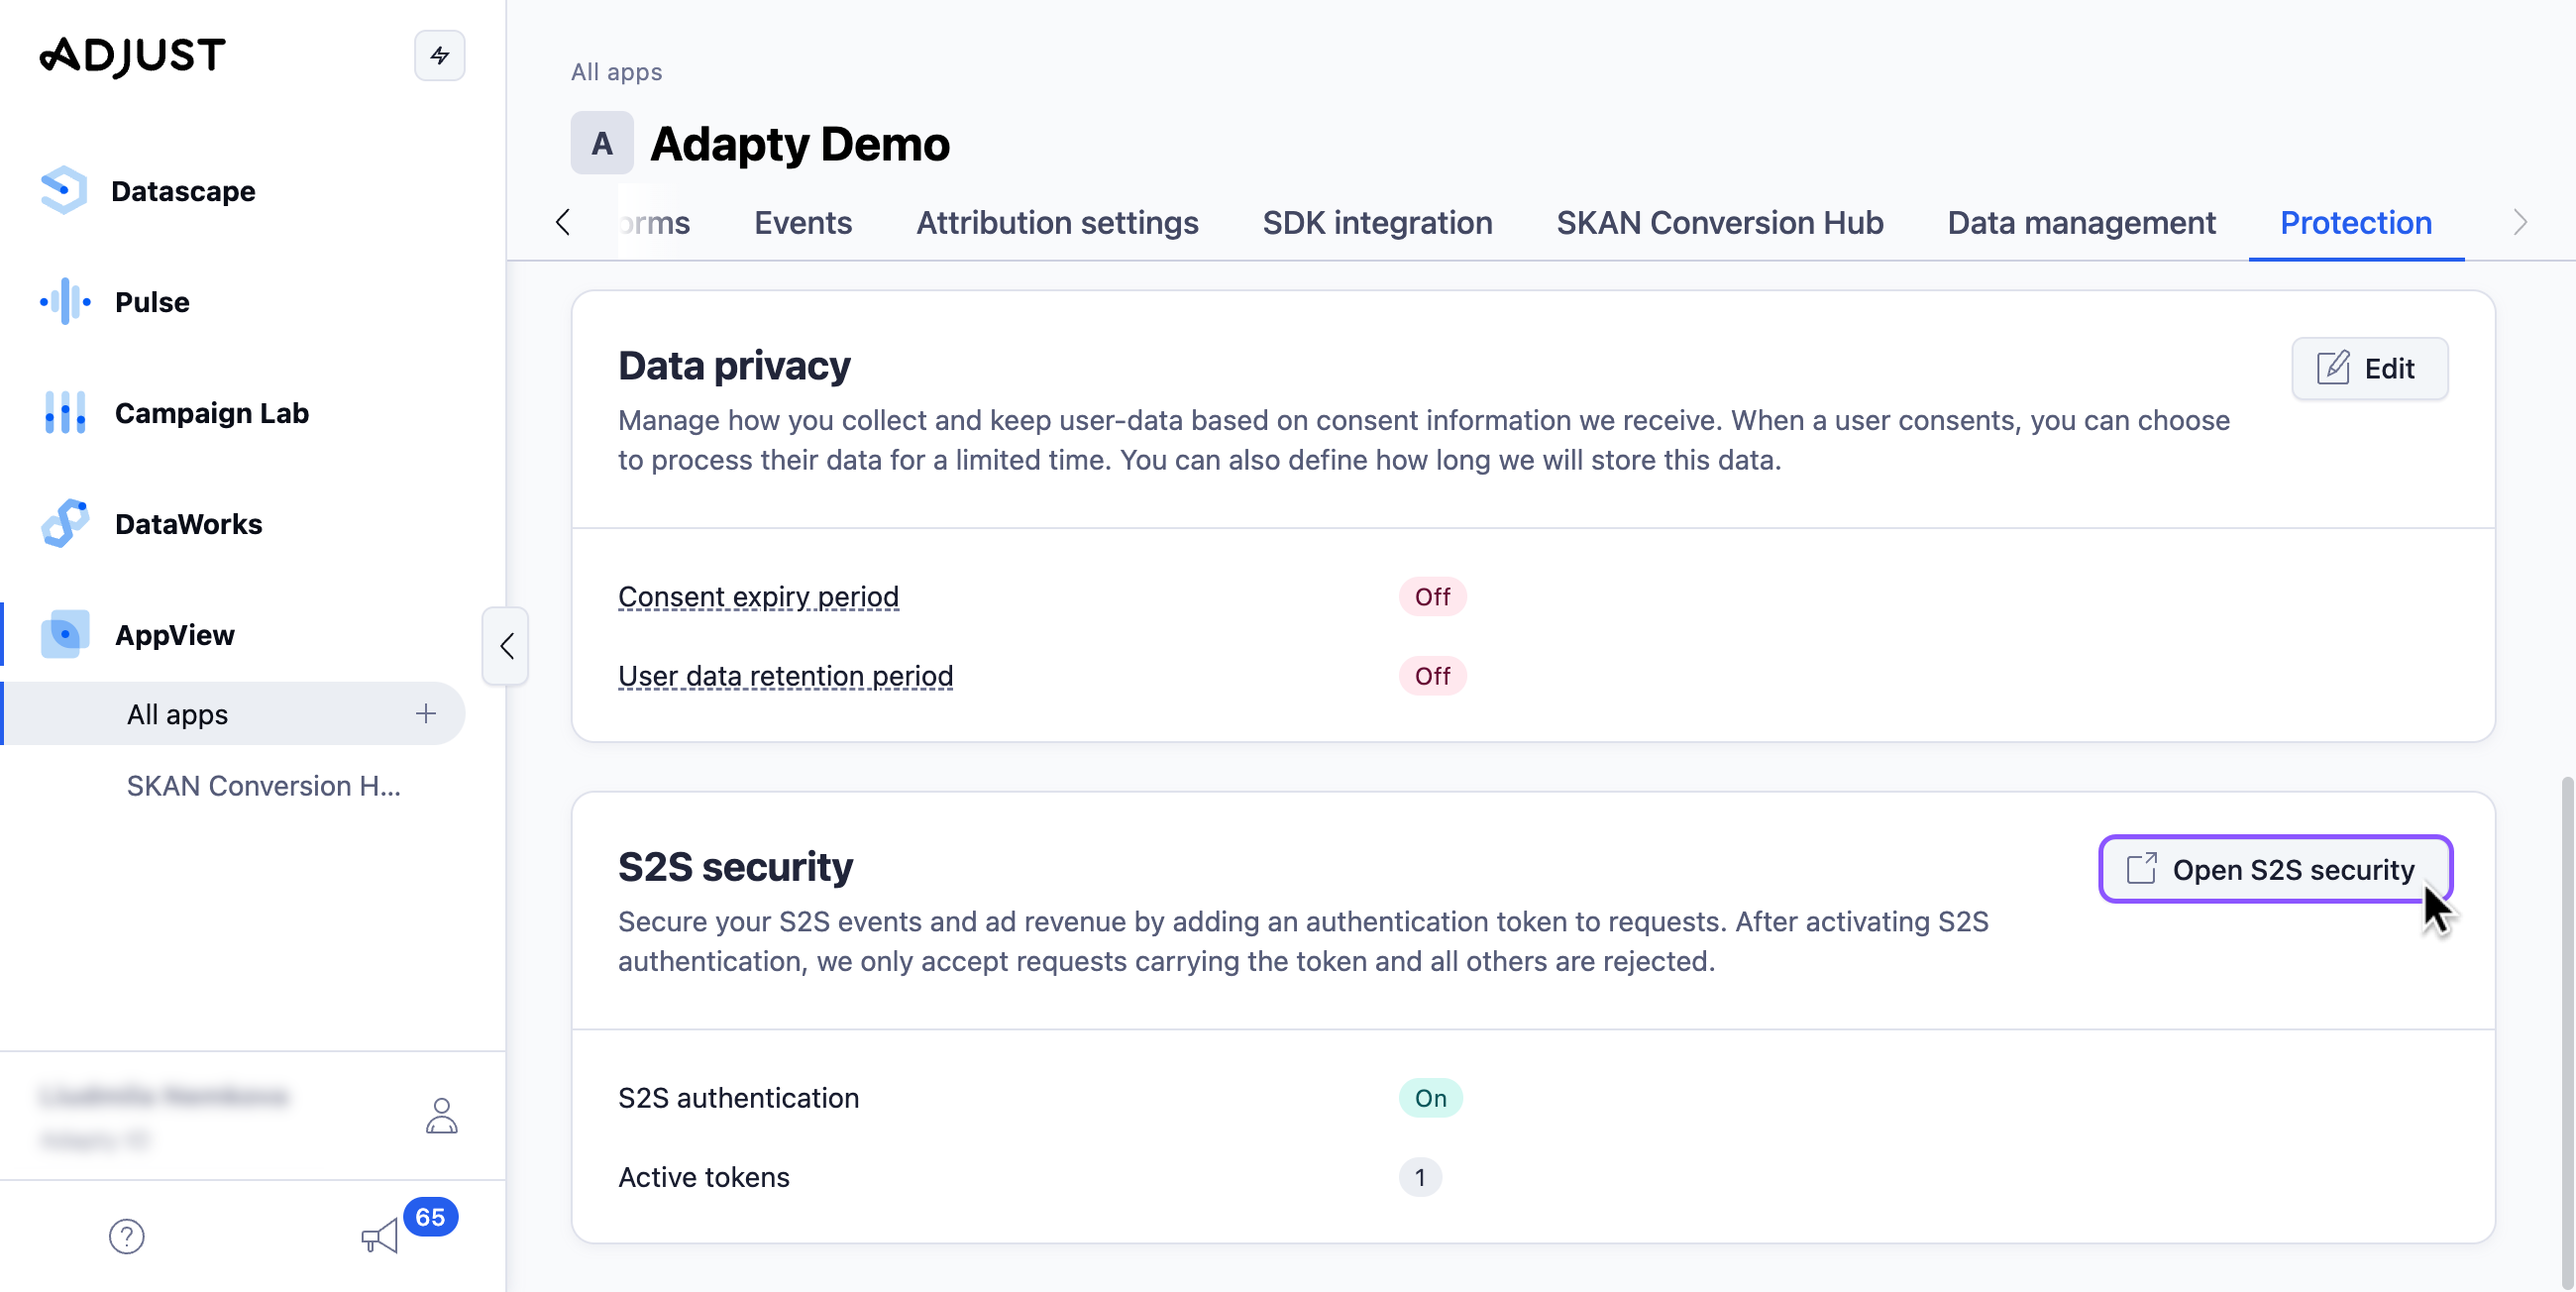 ADJUST
Datascape
Pulse
Campaign Lab
DataWorks
AppView
All apps
SKAN Conversion H...
65
All apps
A
Adapty Demo
orms
Events
Attribution settings
SDK integration
SKAN Conversion Hub
Data management
Protection
Data privacy
Edit
Manage how you collect and keep user-data based on consent information we receive. When a user consents, you can choose
to process their data for a limited time. You can also define how long we will store this data.
Consent expiry period
Off
User data retention period
Off
S2S security
Open S2S security
Secure your S2S events and ad revenue by adding an authentication token to requests. After activating S2S
authentication, we only accept requests carrying the token and all others are rejected.
S2S authentication
On
Active tokens
1